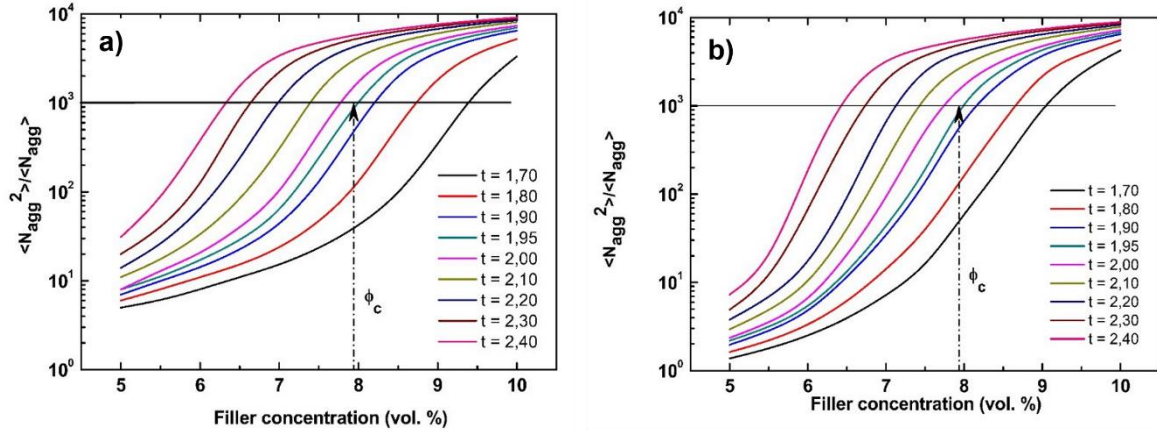 a)
<N_agg^2>/<N_agg>
10^4
10^3
10^2
10^1
10^0
t = 1,70
t = 1,80
t = 1,90
t = 1,95
t = 2,00
t = 2,10
t = 2,20
t = 2,30
t = 2,40
ϕ_c
5 6 7 8 9 10
Filler concentration (vol. %)
b)
<N_agg^2>/<N_agg>
10^4
10^3
10^2
10^1
10^0
t = 1,70
t = 1,80
t = 1,90
t = 1,95
t = 2,00
t = 2,10
t = 2,20
t = 2,30
t = 2,40
ϕ_c
5 6 7 8 9 10
Filler concentration (vol. %)